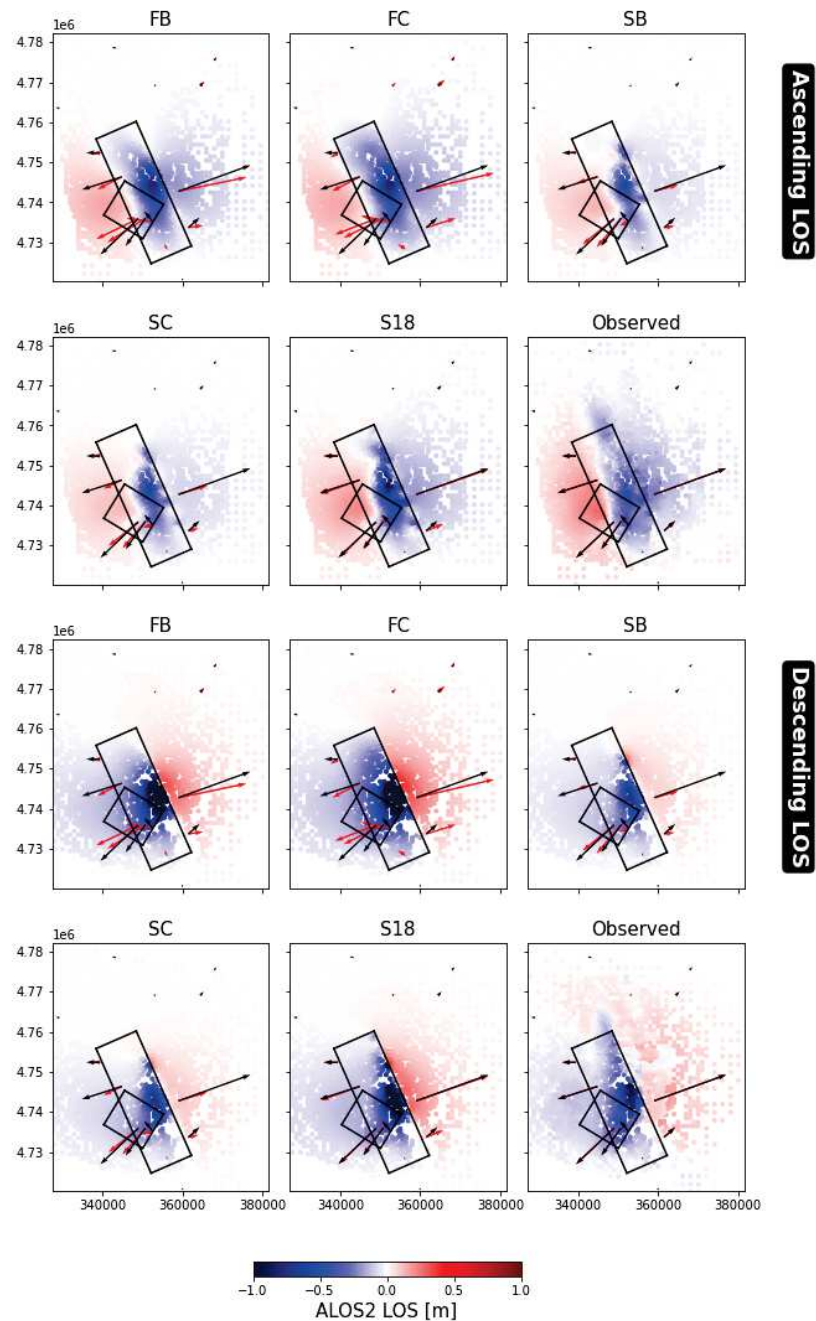 FB FC SB
1e6
4.78
4.77
4.76
4.75
4.74
4.73
Ascending LOS
SC S18 Observed
1e6
4.78
4.77
4.76
4.75
4.74
4.73
FB FC SB
1e6
4.78
4.77
4.76
4.75
4.74
4.73
Descending LOS
SC S18 Observed
1e6
4.78
4.77
4.76
4.75
4.74
4.73
340000 360000 380000 340000 360000 380000 340000 360000 380000
−1.0 −0.5 0.0 0.5 1.0
ALOS2 LOS [m]